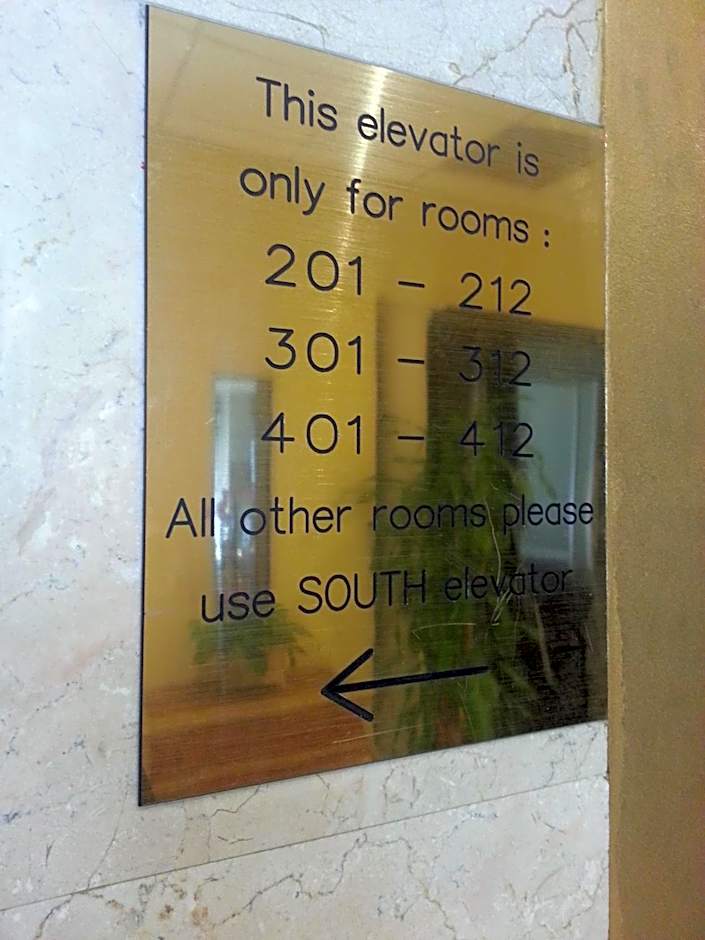 This elevator is
only for rooms :
201 - 212
301 - 312
401 - 412
All other rooms please
use SOUTH elevator